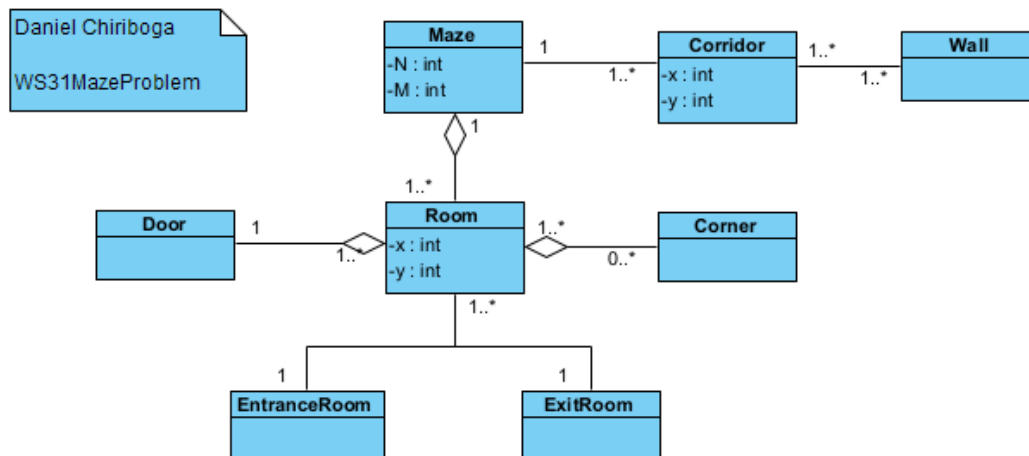 Daniel Chiriboga
WS31MazeProblem
Maze
-N : int
-M : int
1
1..*
Corridor
-x : int
-y : int
1..*
1..*
Wall
1
1..*
Door
1
1..*
Room
-x : int
-y : int
1..*
0..*
Corner
1..*
1
EntranceRoom
1
ExitRoom